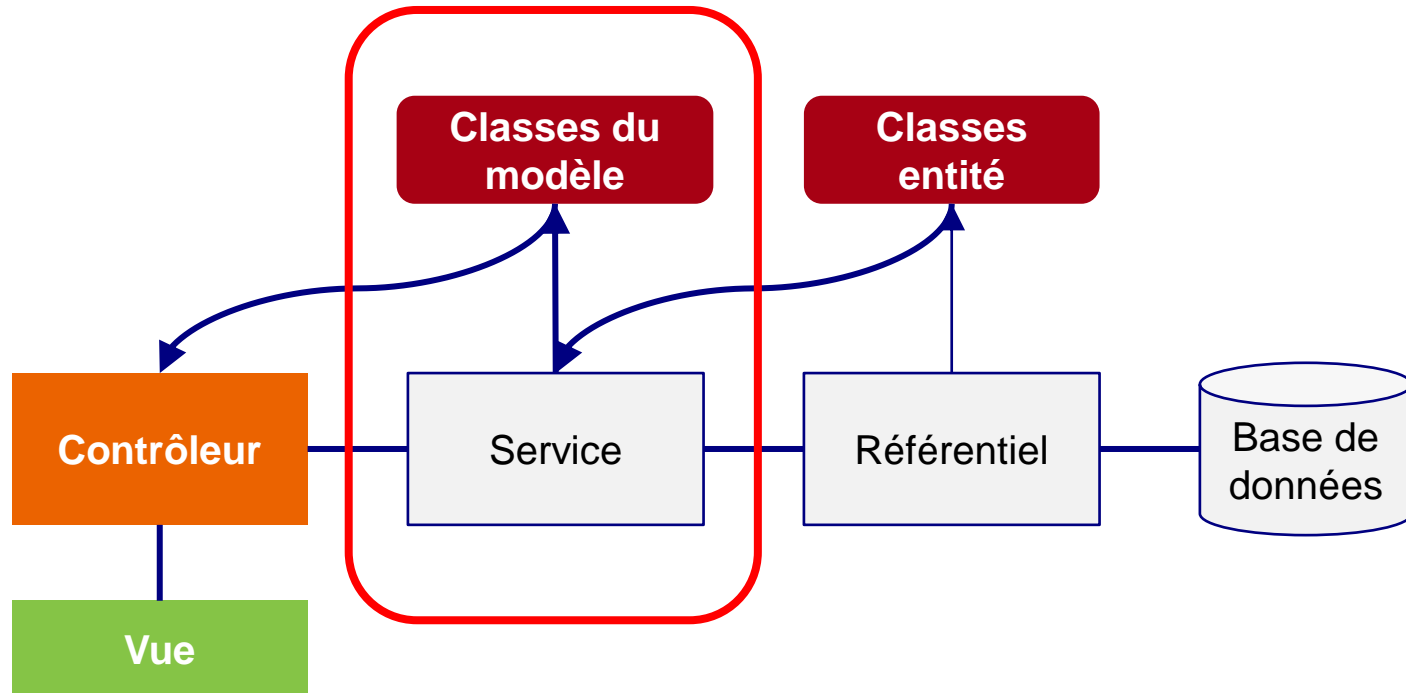 Classes du
modèle
Classes
entité
Contrôleur
Service
Référentiel
Base de
données
Vue